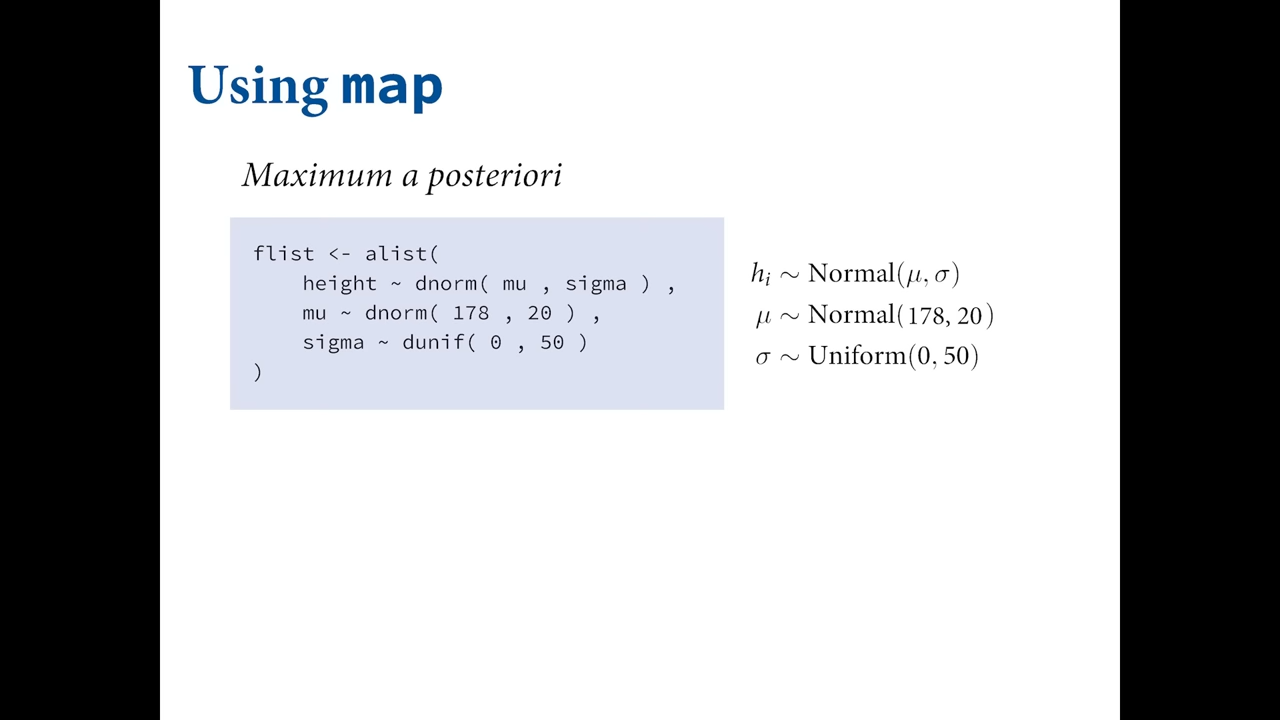 Using map
Maximum a posteriori
flist <- alist(
    height ~ dnorm( mu , sigma ) ,
    mu ~ dnorm( 178 , 20 ) ,
    sigma ~ dunif( 0 , 50 )
)
hᵢ ∼ Normal(μ, σ)
μ ∼ Normal(178, 20)
σ ∼ Uniform(0, 50)